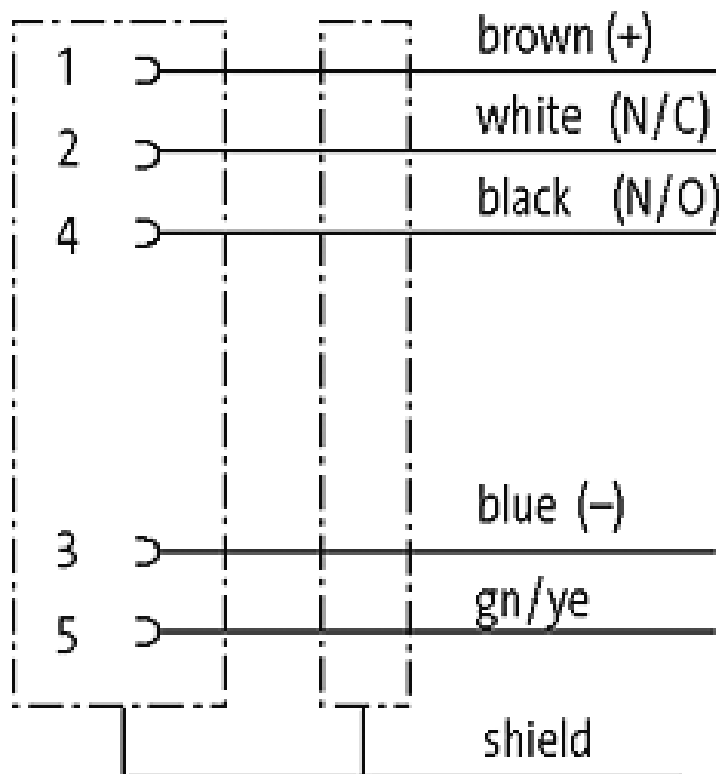 brown (+)
1
white (N/C)
2
black (N/O)
4
blue (–)
3
gn/ye
5
shield